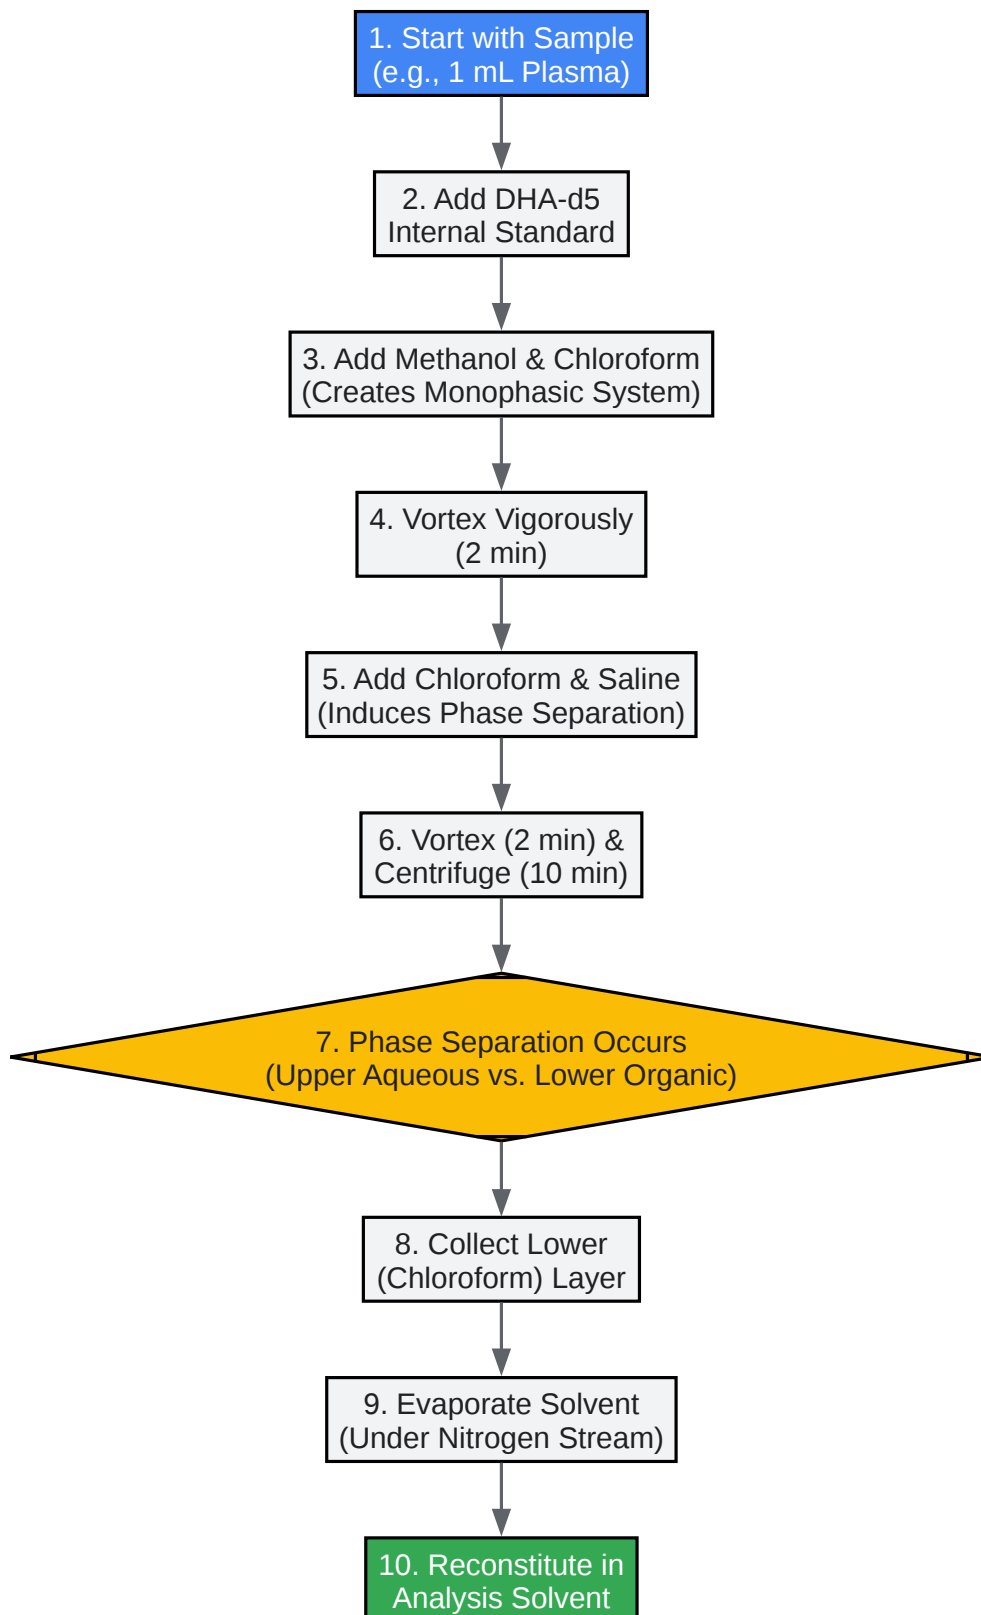 1. Start with Sample
(e.g., 1 mL Plasma)
2. Add DHA-d5
Internal Standard
3. Add Methanol & Chloroform
(Creates Monophasic System)
4. Vortex Vigorously
(2 min)
5. Add Chloroform & Saline
(Induces Phase Separation)
6. Vortex (2 min) &
Centrifuge (10 min)
7. Phase Separation Occurs
(Upper Aqueous vs. Lower Organic)
8. Collect Lower
(Chloroform) Layer
9. Evaporate Solvent
(Under Nitrogen Stream)
10. Reconstitute in
Analysis Solvent